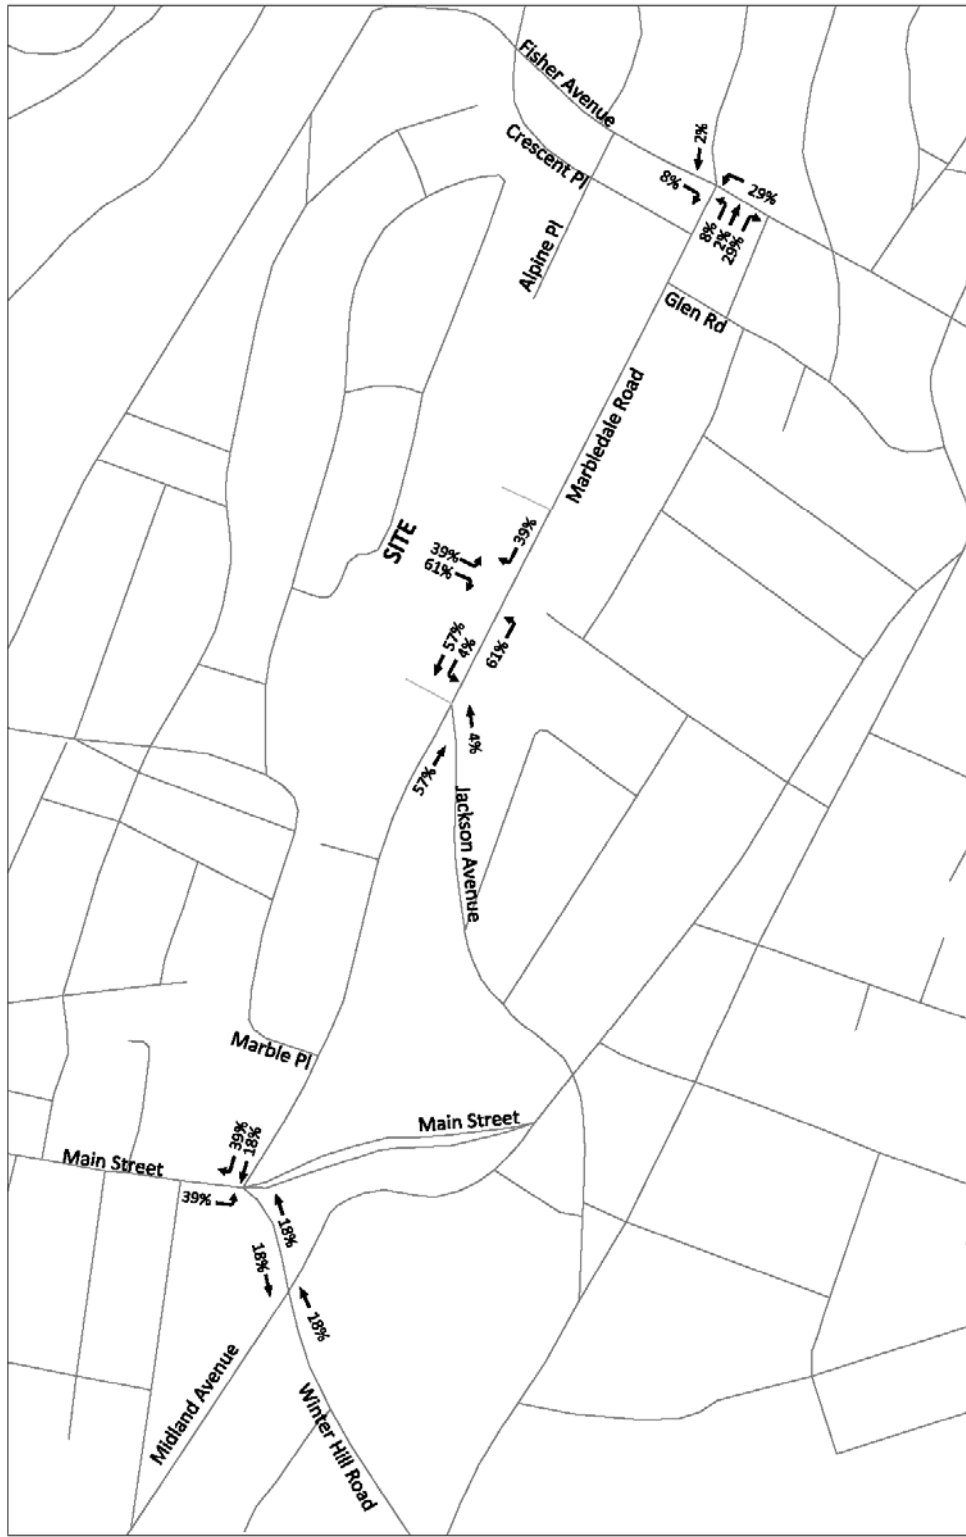 Fisher Avenue
2%
Crescent Pl
8%
29%
8%
2%
29%
Alpine Pl
Glen Rd
Marbledale Road
SITE
39%
39%
61%
57%
4%
61%
4%
57%
Jackson Avenue
Marble Pl
Main Street
39%
18%
Main Street
39%
18%
18%
18%
Midland Avenue
Winter Hill Road